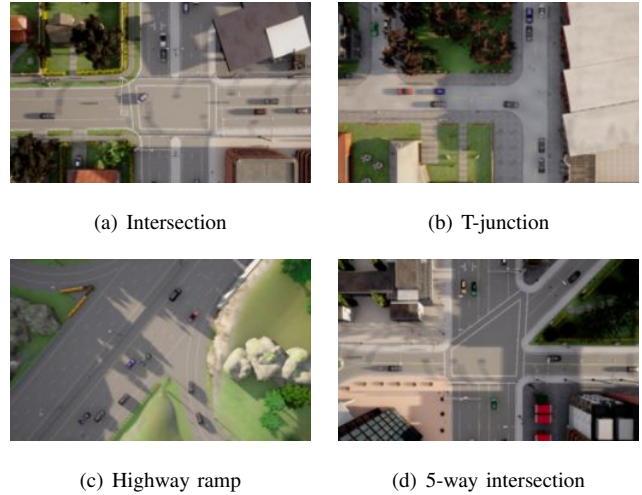 (a) Intersection
(b) T-junction
(c) Highway ramp
(d) 5-way intersection